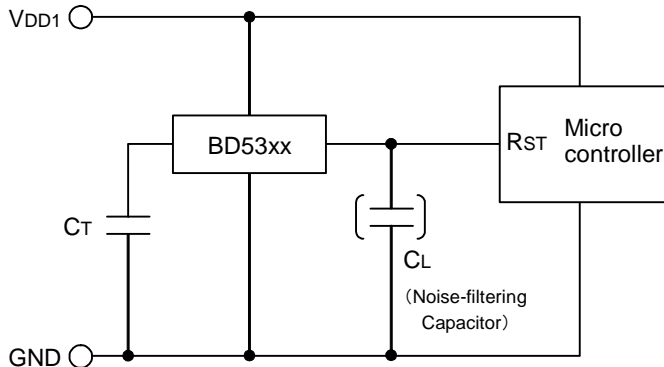 VDD1
BD53xx
RST
Micro
controller
CT
CL
（Noise-filtering
Capacitor）
GND